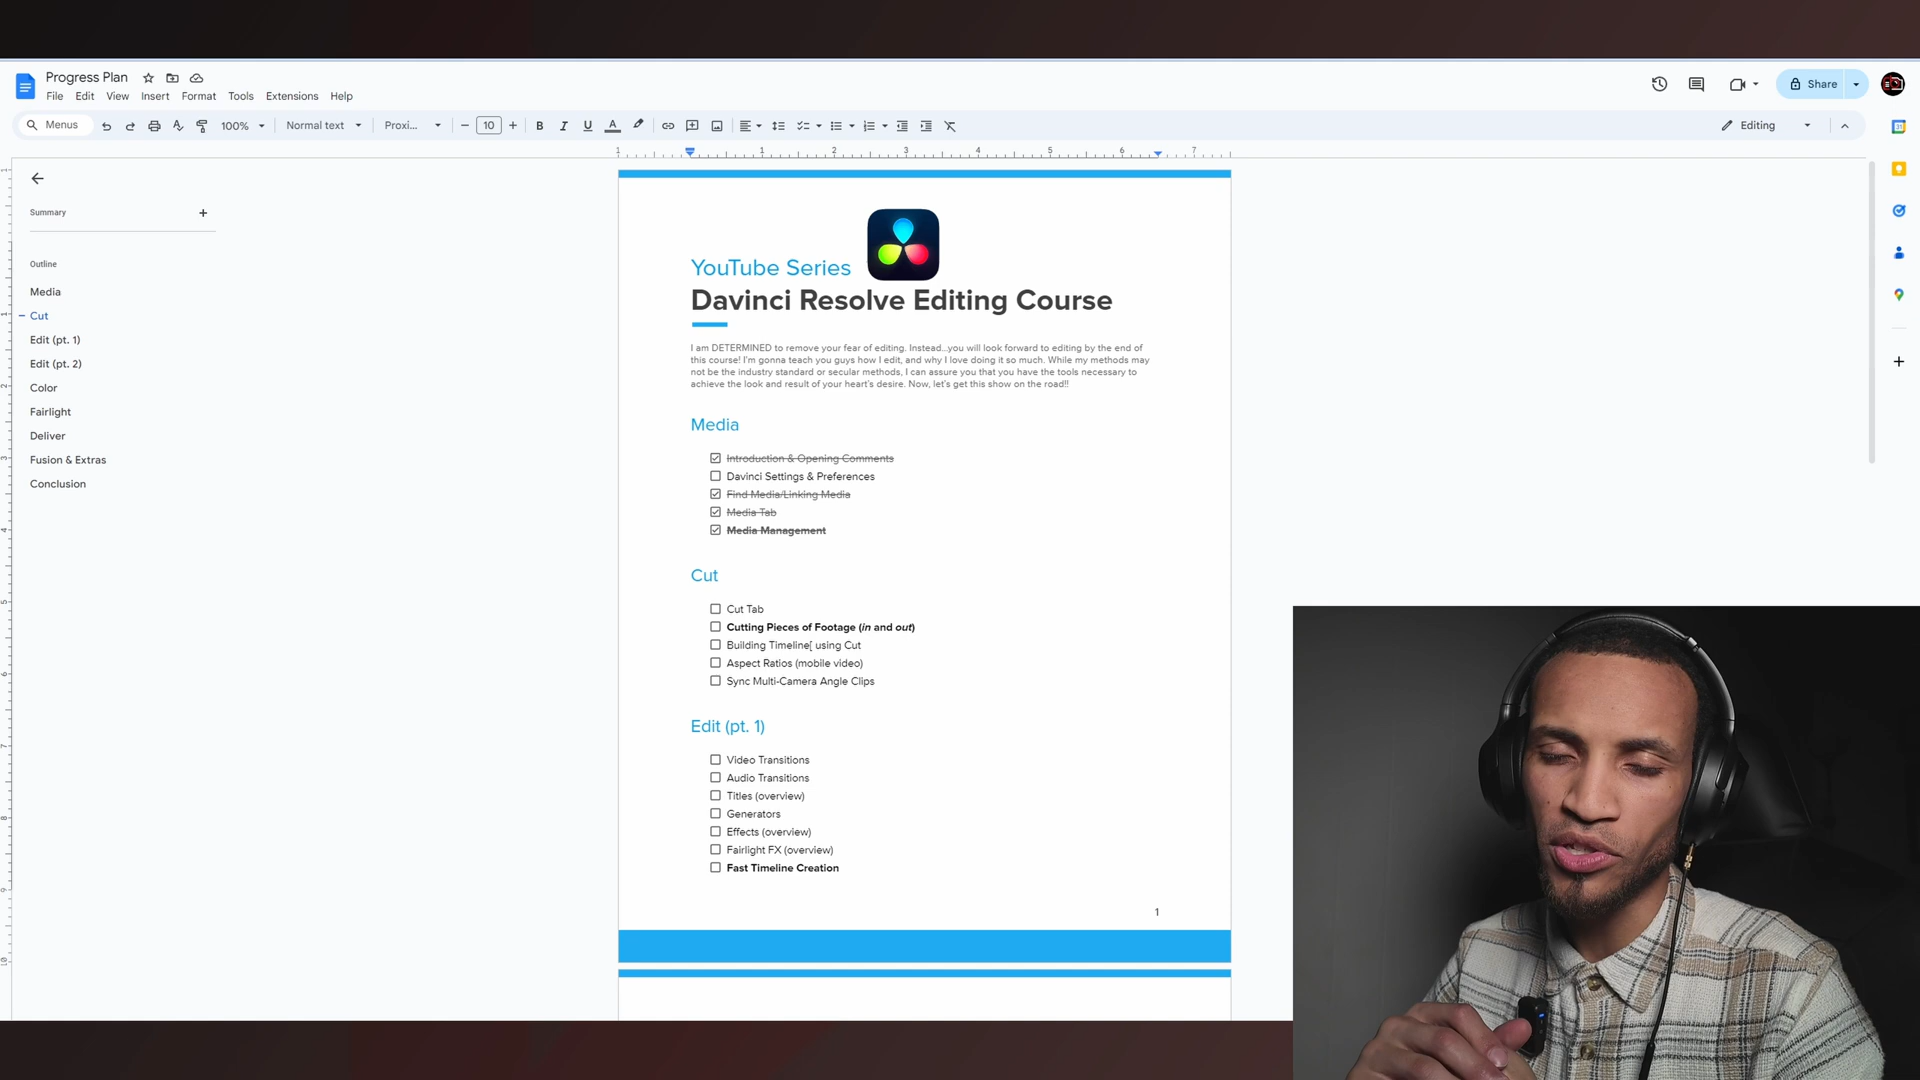 Progress Plan
File Edit View Insert Format Tools Extensions Help
Share
Menus
100%
Normal text
Proxi...
10
B I U A
Editing
1 1 2 3 4 5 6 7
Summary
Outline
Media
Cut
Edit (pt. 1)
Edit (pt. 2)
Color
Fairlight
Deliver
Fusion & Extras
Conclusion
YouTube Series
Davinci Resolve Editing Course
I am DETERMINED to remove your fear of editing. Instead...you will look forward to editing by the end of
this course! I'm gonna teach you guys how I edit, and why I love doing it so much. While my methods may
not be the industry standard or secular methods, I can assure you that you have the tools necessary to
achieve the look and result of your heart's desire. Now, let's get this show on the road!!
Media
Introduction & Opening Comments
Davinci Settings & Preferences
Find Media/Linking Media
Media Tab
Media Management
Cut
Cut Tab
Cutting Pieces of Footage (in and out)
Building Timeline[ using Cut
Aspect Ratios (mobile video)
Sync Multi-Camera Angle Clips
Edit (pt. 1)
Video Transitions
Audio Transitions
Titles (overview)
Generators
Effects (overview)
Fairlight FX (overview)
Fast Timeline Creation
1